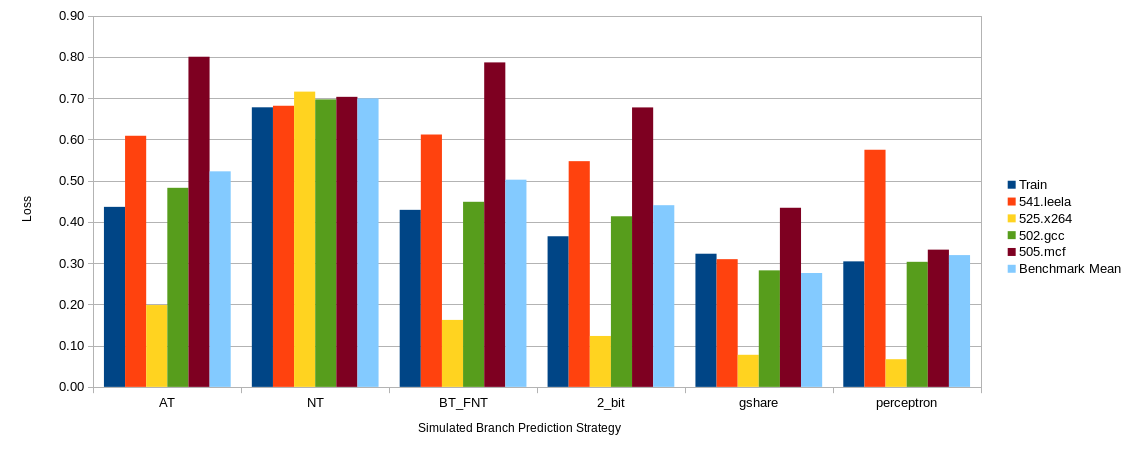 0.90
0.80
0.70
0.60
0.50
0.40
0.30
0.20
0.10
0.00
Loss
AT
NT
BT_FNT
2_bit
gshare
perceptron
Simulated Branch Prediction Strategy
Train
541.leela
525.x264
502.gcc
505.mcf
Benchmark Mean